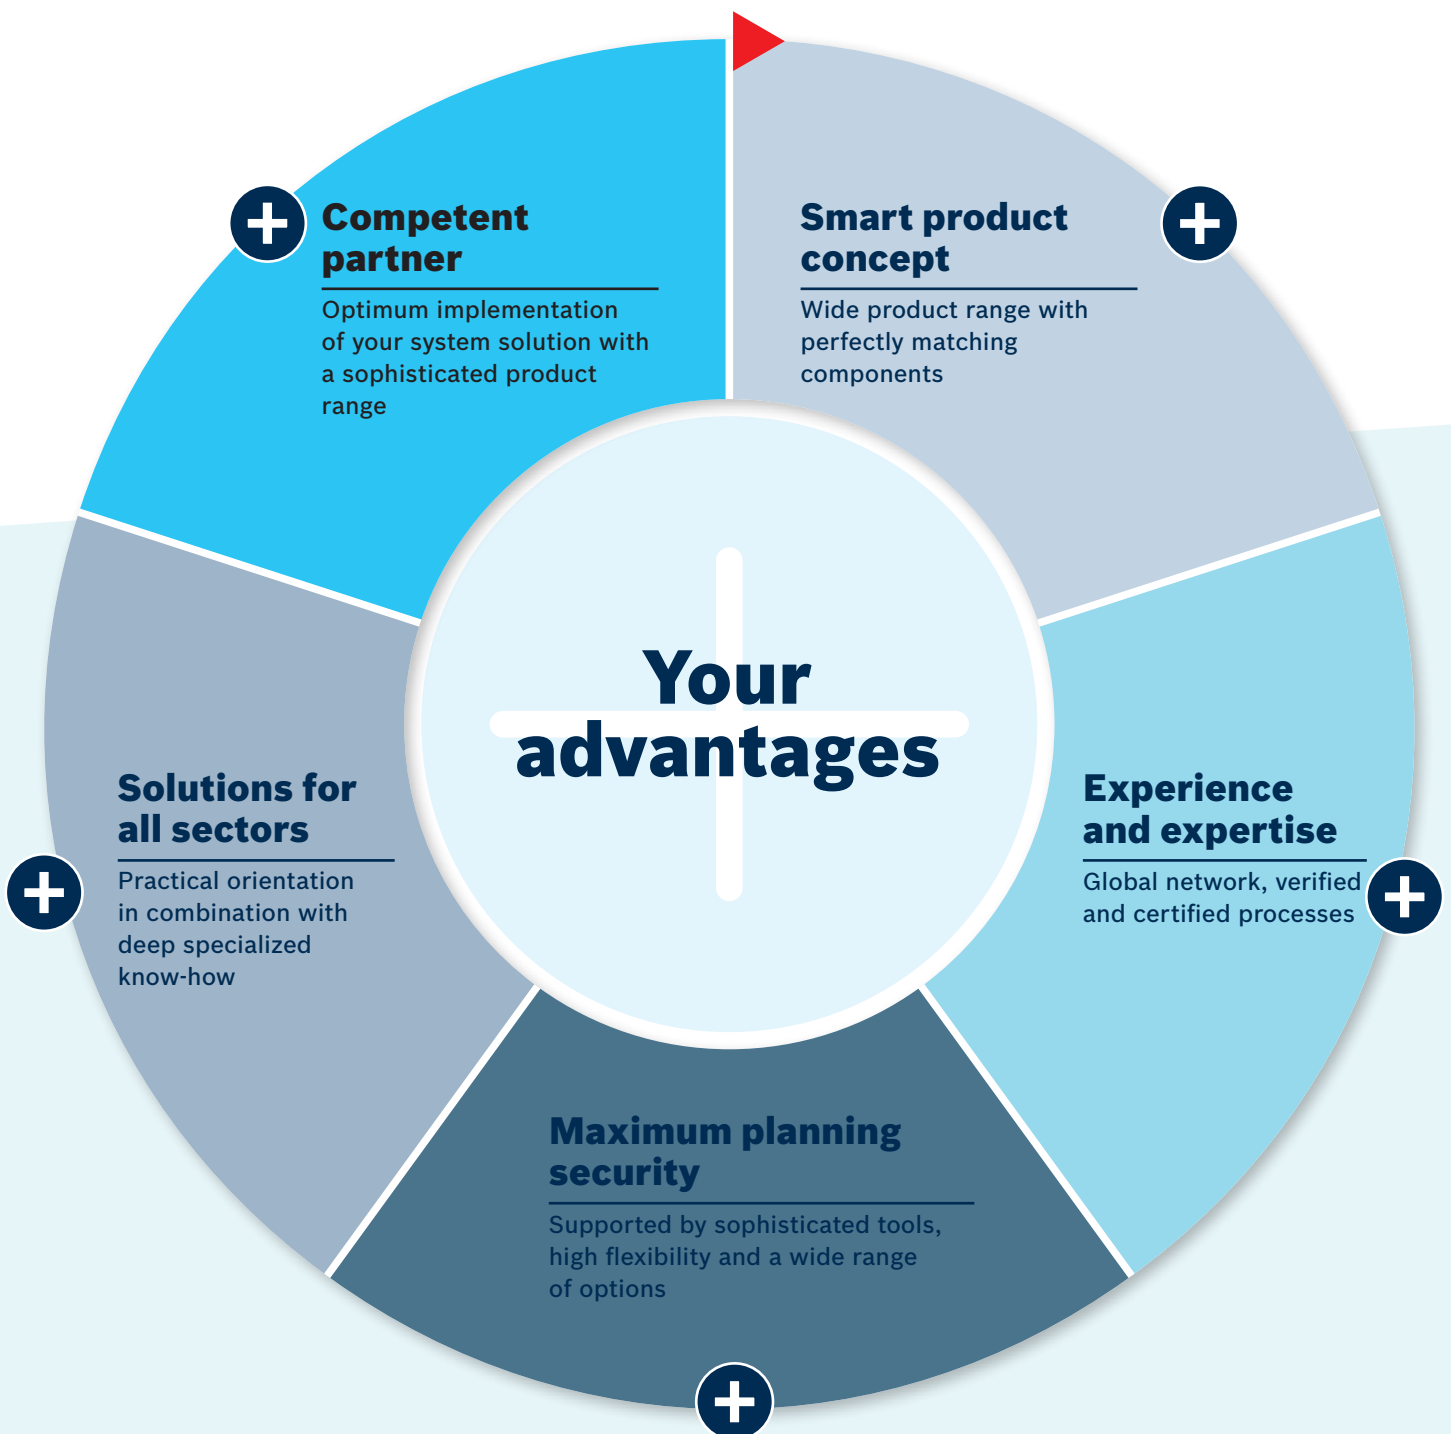 Competent
partner
Optimum implementation
of your system solution with
a sophisticated product
range
Smart product
concept
Wide product range with
perfectly matching
components
Your
advantages
Solutions for
all sectors
Practical orientation
in combination with
deep specialized
know-how
Experience
and expertise
Global network, verified
and certified processes
Maximum planning
security
Supported by sophisticated tools,
high flexibility and a wide range
of options